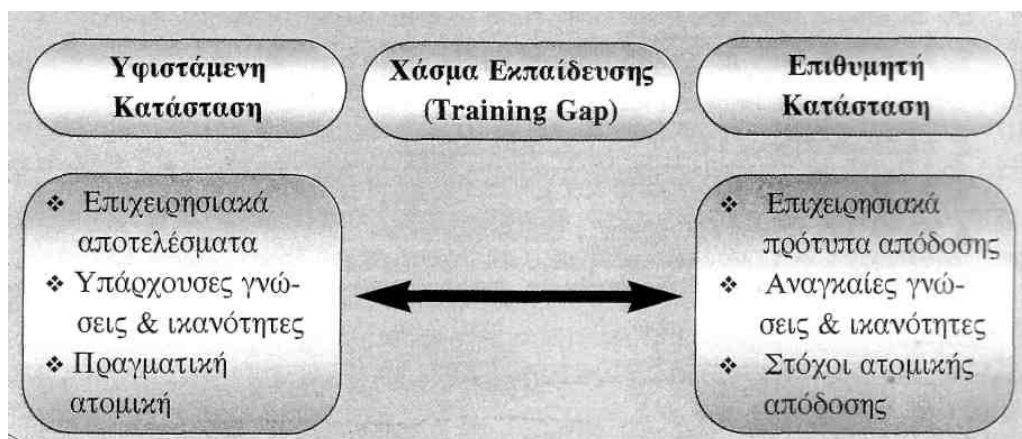 Υφιστάμενη
Κατάσταση
Χάσμα Εκπαίδευσης
(Training Gap)
Επιθυμητή
Κατάσταση
❖ Επιχειρησιακά
αποτελέσματα
❖ Υπάρχουσες γνώ-
σεις & ικανότητες
❖ Πραγματική
ατομική
❖ Επιχειρησιακά
πρότυπα απόδοσης
❖ Αναγκαίες γνώ-
σεις & ικανότητες
❖ Στόχοι ατομικής
απόδοσης